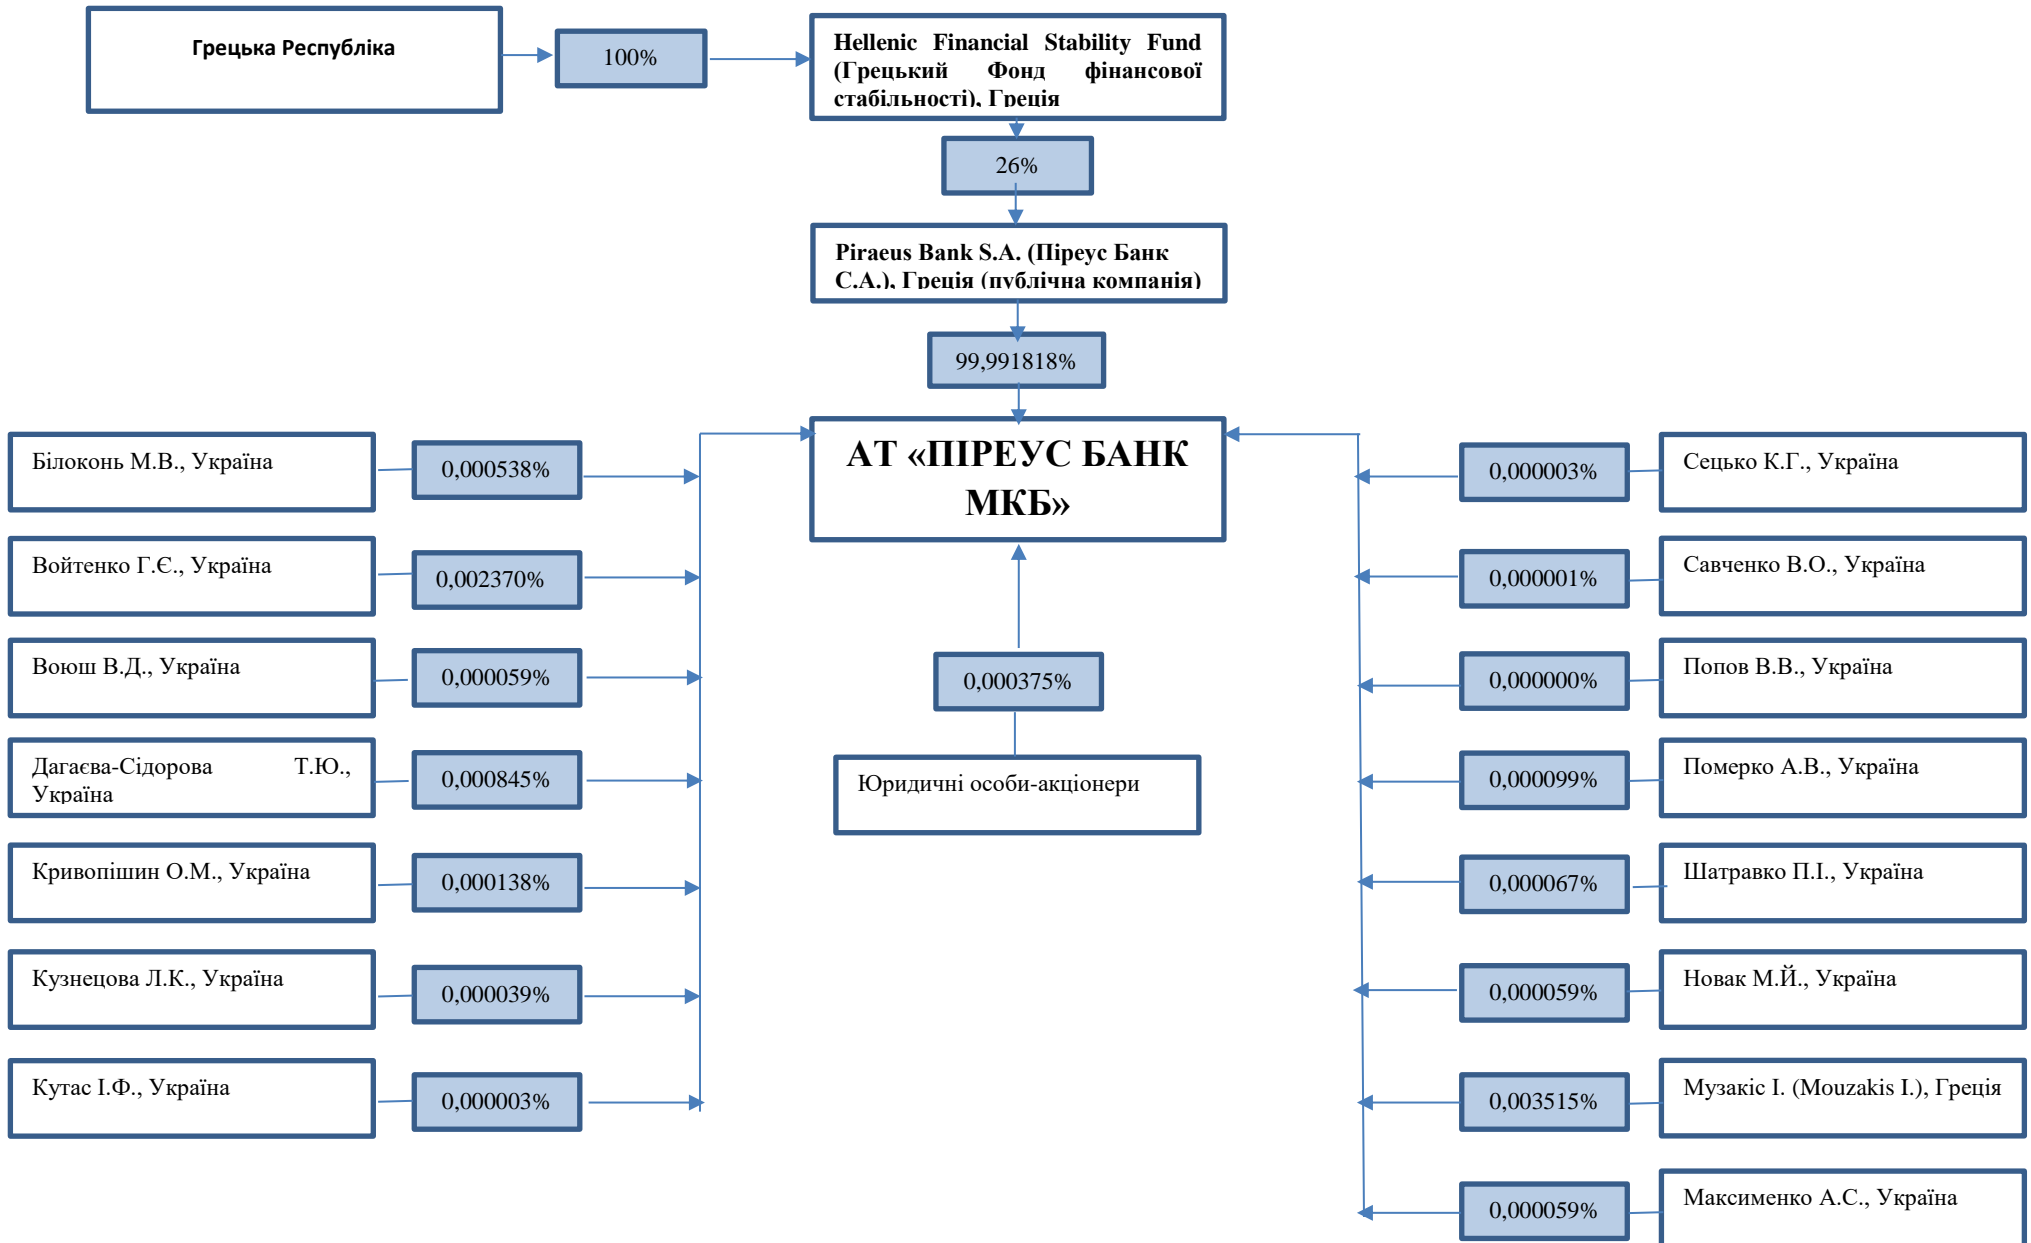 Грецька Республіка
100%
Hellenic Financial Stability Fund
(Грецький Фонд фінансової
стабільності), Греція
26%
Piraeus Bank S.A. (Піреус Банк
С.А.), Греція (публічна компанія)
99,991818%
АТ «ПІРЕУС БАНК
МКБ»
0,000375%
Юридичні особи-акціонери
Білоконь М.В., Україна
0,000538%
Войтенко Г.Є., Україна
0,002370%
Воюш В.Д., Україна
0,000059%
Дагаєва-Сідорова Т.Ю.,
Україна
0,000845%
Кривопішин О.М., Україна
0,000138%
Кузнецова Л.К., Україна
0,000039%
Кутас І.Ф., Україна
0,000003%
0,000003%
Сецько К.Г., Україна
0,000001%
Савченко В.О., Україна
0,000000%
Попов В.В., Україна
0,000099%
Померко А.В., Україна
0,000067%
Шатравко П.І., Україна
0,000059%
Новак М.Й., Україна
0,003515%
Музакіс І. (Mouzakis I.), Греція
0,000059%
Максименко А.С., Україна